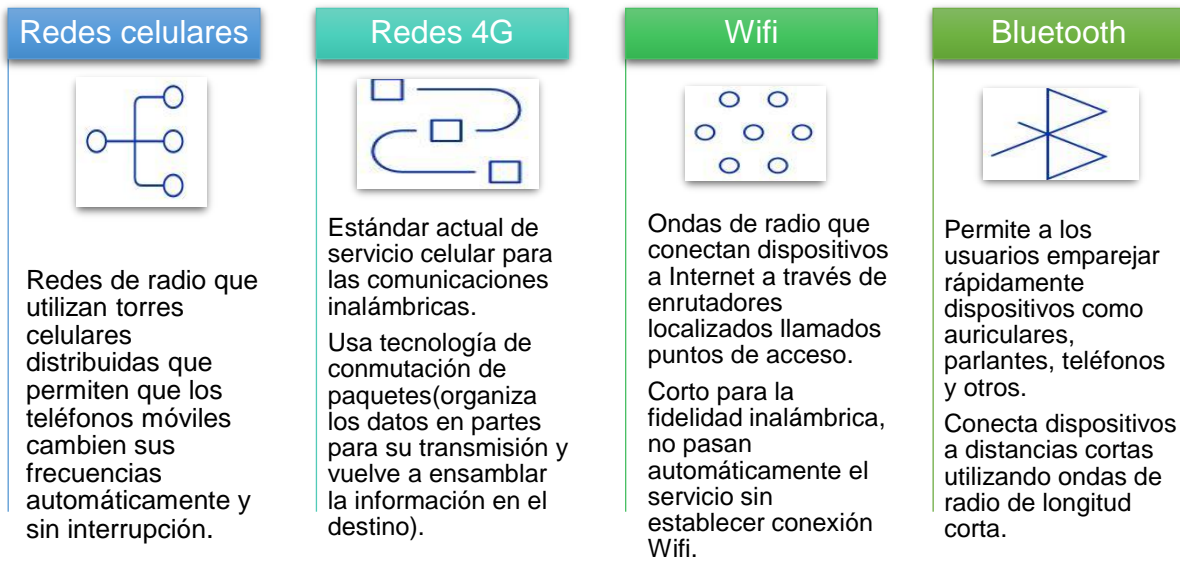 Redes celulares
Redes de radio que
utilizan torres
celulares
distribuidas que
permiten que los
teléfonos móviles
cambien sus
frecuencias
automáticamente y
sin interrupción.
Redes 4G
Estándar actual de
servicio celular para
las comunicaciones
inalámbricas.
Usa tecnología de
conmutación de
paquetes(organiza
los datos en partes
para su transmisión y
vuelve a ensamblar
la información en el
destino).
Wifi
Ondas de radio que
conectan dispositivos
a Internet a través de
enrutadores
localizados llamados
puntos de acceso.
Corto para la
fidelidad inalámbrica,
no pasan
automáticamente el
servicio sin
establecer conexión
Wifi.
Bluetooth
Permite a los
usuarios emparejar
rápidamente
dispositivos como
auriculares,
parlantes, teléfonos
y otros.
Conecta dispositivos
a distancias cortas
utilizando ondas de
radio de longitud
corta.